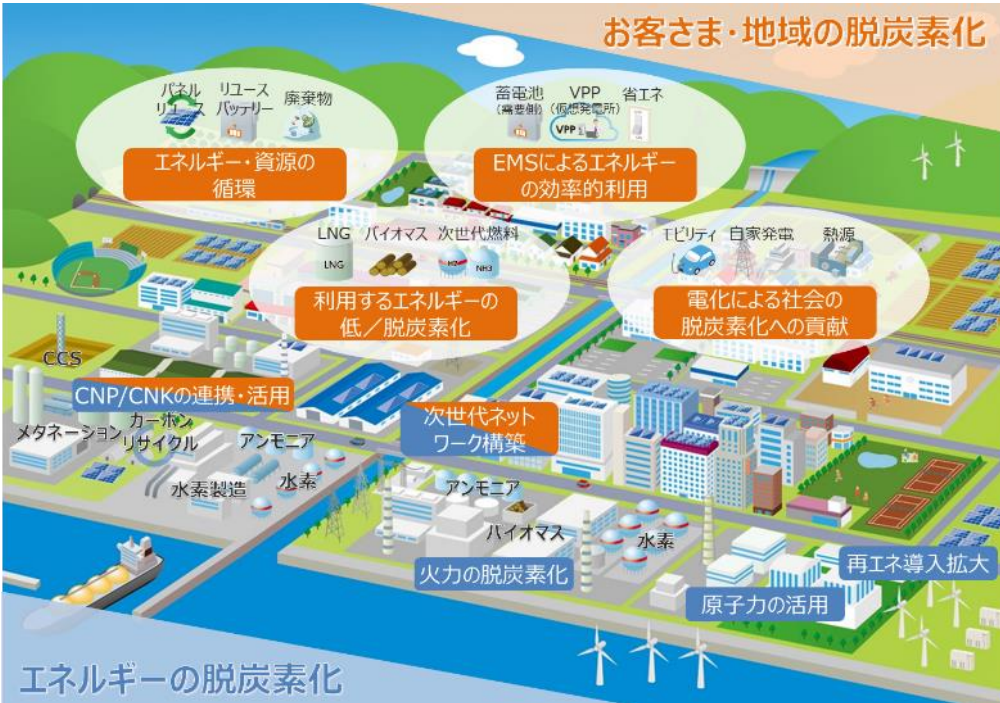 お客さま・地域の脱炭素化
パネル
リユース
リユース
バッテリー
廃棄物
エネルギー・資源の
循環
蓄電池
(需要側)
VPP
(仮想発電所)
省エネ
VPP
EMSによるエネルギー
の効率的利用
LNG
バイオマス
次世代燃料
LNG
H2
NH3
利用するエネルギーの
低/脱炭素化
モビリティ
自家発電
熱源
電化による社会の
脱炭素化への貢献
CCS
CNP/CNKの連携・活用
メタネーション
カーボン
リサイクル
アンモニア
水素製造
水素
次世代ネット
ワーク構築
アンモニア
バイオマス
水素
火力の脱炭素化
原子力の活用
再エネ導入拡大
エネルギーの脱炭素化